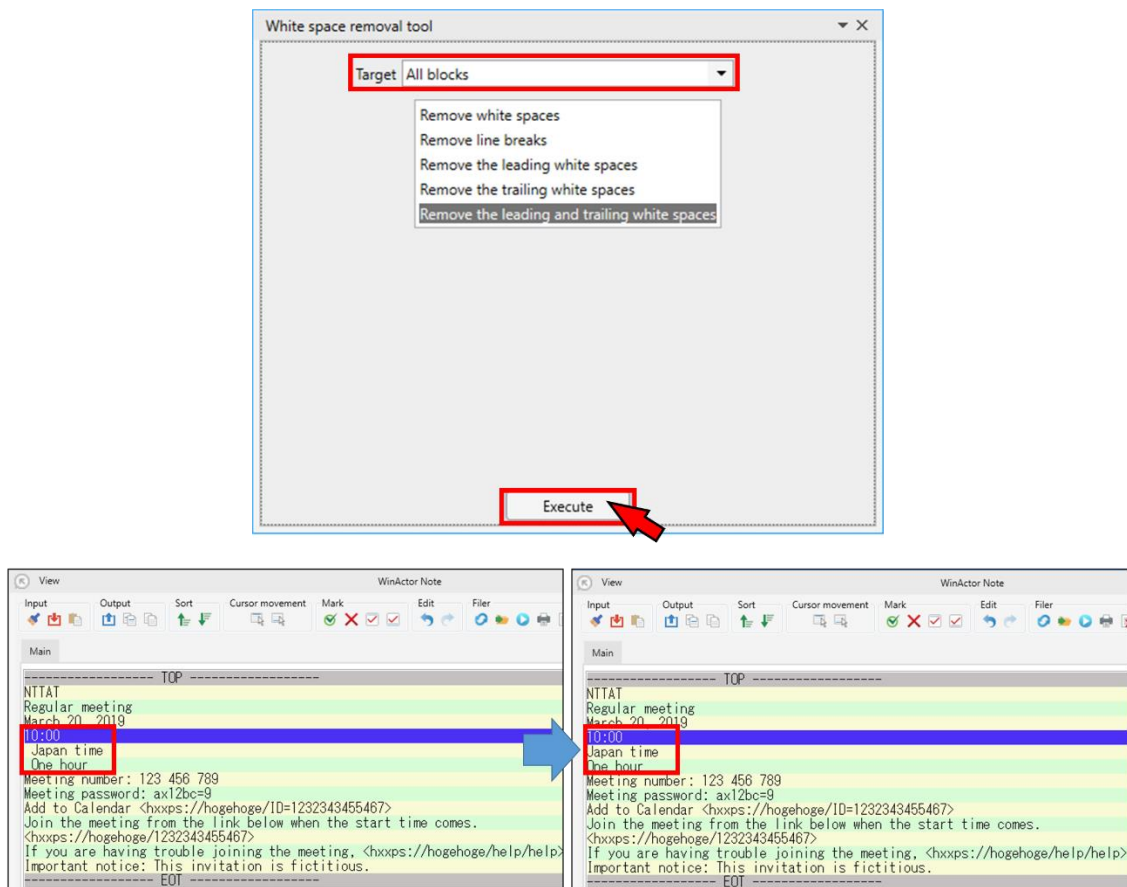 White space removal tool
Target All blocks
Remove white spaces
Remove line breaks
Remove the leading white spaces
Remove the trailing white spaces
Remove the leading and trailing white spaces
Execute
View WinActor Note
Input Output Sort Cursor movement Mark Edit Filer
Main
------------------ TOP ------------------
NTTAT
Regular meeting
March 20, 2019
10:00
Japan time
One hour
Meeting number: 123 456 789
Meeting password: ax12bc=9
Add to Calendar <hxxps://hogehoge/ID=1232343455467>
Join the meeting from the link below when the start time comes.
<hxxps://hogehoge/1232343455467>
If you are having trouble joining the meeting, <hxxps://hogehoge/help/help>
Important notice: This invitation is fictitious.
------------------ EOT ------------------
View WinActor Note
Input Output Sort Cursor movement Mark Edit Filer
Main
------------------ TOP ------------------
NTTAT
Regular meeting
March 20, 2019
10:00
Japan time
One hour
Meeting number: 123 456 789
Meeting password: ax12bc=9
Add to Calendar <hxxps://hogehoge/ID=1232343455467>
Join the meeting from the link below when the start time comes.
<hxxps://hogehoge/1232343455467>
If you are having trouble joining the meeting, <hxxps://hogehoge/help/help>
Important notice: This invitation is fictitious.
------------------ EOT ------------------